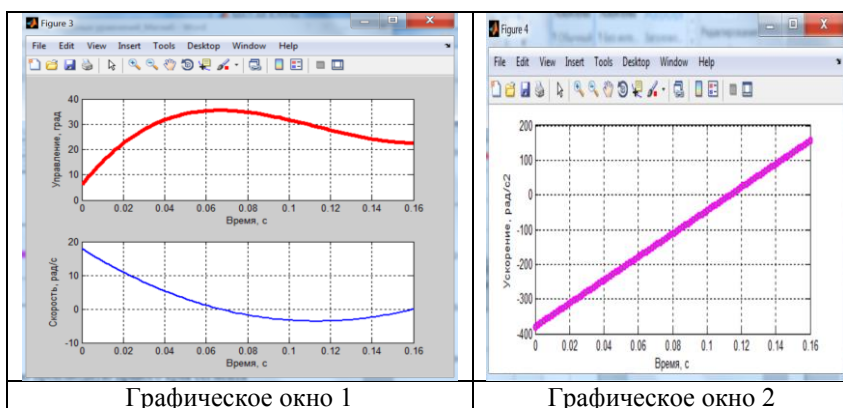 Figure 3
File Edit View Insert Tools Desktop Window Help
40
30
20
10
0
Управление, град
0 0.02 0.04 0.06 0.08 0.1 0.12 0.14 0.16
Время, с
20
10
0
-10
Скорость, рад/с
0 0.02 0.04 0.06 0.08 0.1 0.12 0.14 0.16
Время, с
Графическое окно 1
Figure 4
File Edit View Insert Tools Desktop Window Help
200
100
0
-100
-200
-300
-400
Ускорение, рад/с2
0 0.02 0.04 0.06 0.08 0.1 0.12 0.14 0.16
Время, с
Графическое окно 2